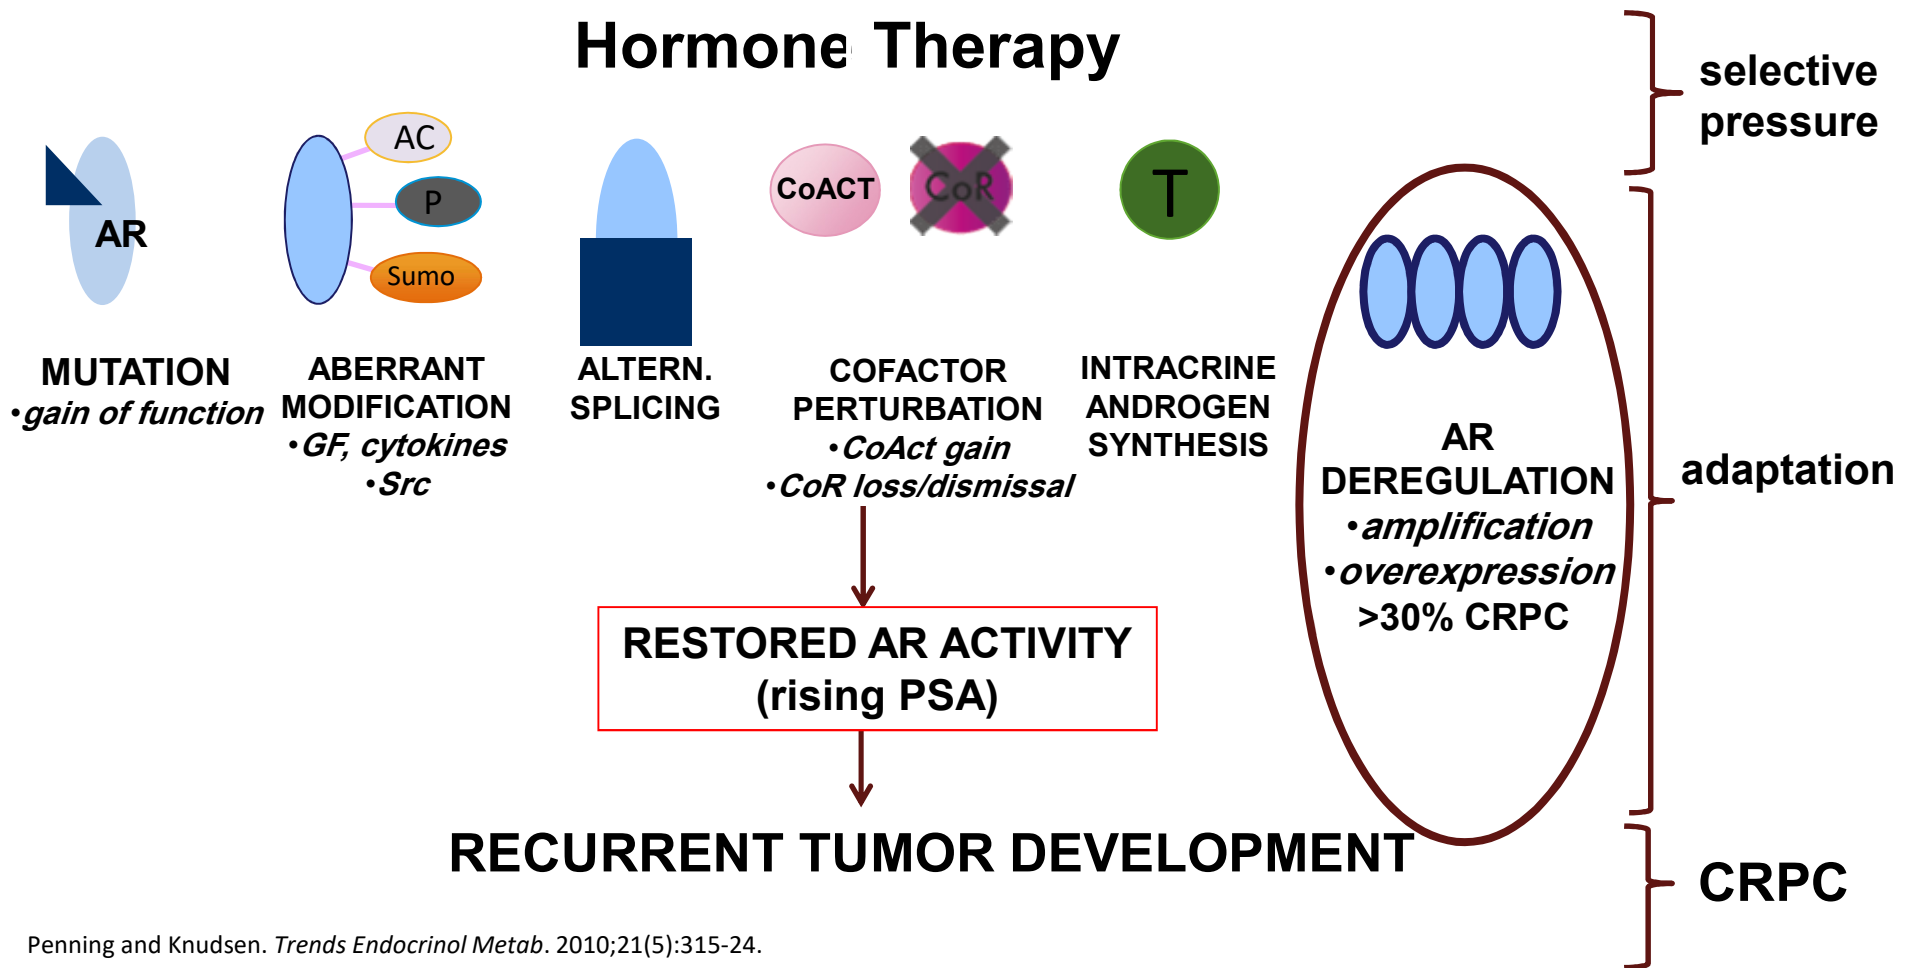 Hormone Therapy
selective
pressure
AR
AC
P
Sumo
CoACT
CoR
T
MUTATION
•gain of function
ABERRANT
MODIFICATION
•GF, cytokines
•Src
ALTERN.
SPLICING
COFACTOR
PERTURBATION
•CoAct gain
•CoR loss/dismissal
INTRACRINE
ANDROGEN
SYNTHESIS
AR
DEREGULATION
•amplification
•overexpression
>30% CRPC
adaptation
RESTORED AR ACTIVITY
(rising PSA)
RECURRENT TUMOR DEVELOPMENT
CRPC
Penning and Knudsen. Trends Endocrinol Metab. 2010;21(5):315-24.